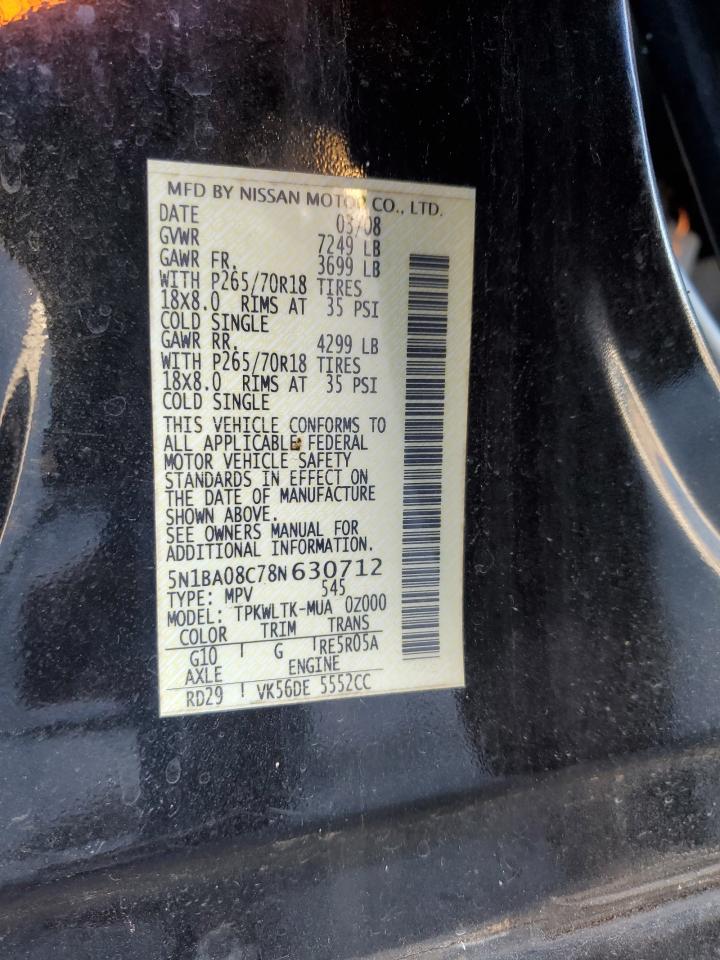 MFD BY NISSAN MOTOR CO., LTD.
DATE 03/08
GVWR 7249 LB
GAWR FR. 3699 LB
WITH P265/70R18 TIRES
18X8.0 RIMS AT 35 PSI
COLD SINGLE
GAWR RR. 4299 LB
WITH P265/70R18 TIRES
18X8.0 RIMS AT 35 PSI
COLD SINGLE
THIS VEHICLE CONFORMS TO
ALL APPLICABLE FEDERAL
MOTOR VEHICLE SAFETY
STANDARDS IN EFFECT ON
THE DATE OF MANUFACTURE
SHOWN ABOVE.
SEE OWNERS MANUAL FOR
ADDITIONAL INFORMATION.
5N1BA08C78N630712
TYPE: MPV 545
MODEL: TPKWLTK-MUA 0Z000
COLOR TRIM TRANS
G10 G RE5R05A
AXLE ENGINE
RD29 VK56DE 5552CC